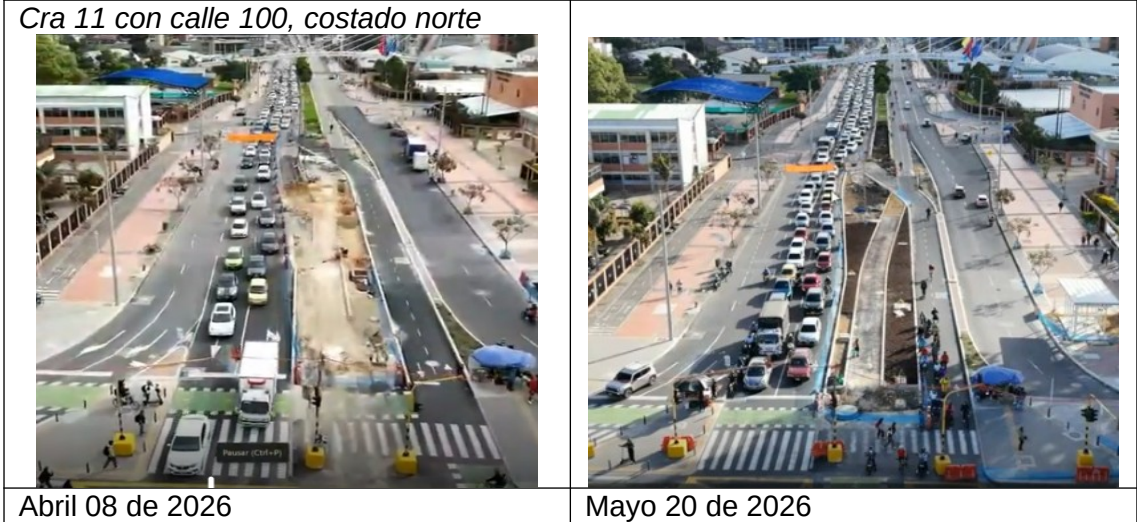 Cra 11 con calle 100, costado norte
Pausar (Ctrl+P)
Abril 08 de 2026
Mayo 20 de 2026